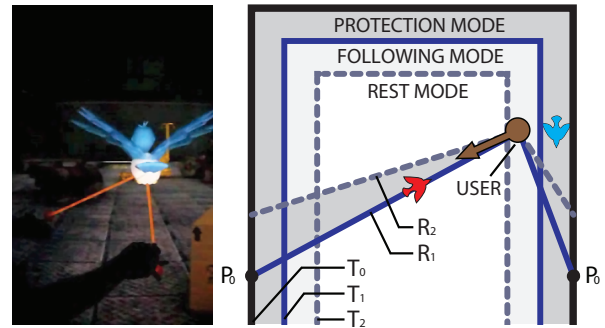 PROTECTION MODE
FOLLOWING MODE
REST MODE
USER
R2
R1
P0
P0
T0
T1
T2